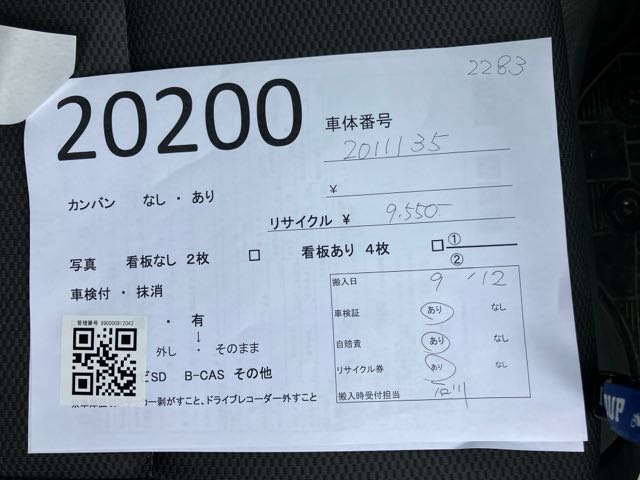 2283
20200
車体番号
2011135
¥
カンバン なし ・ あり
リサイクル ¥ 9.550-
写真 看板なし 2枚 □ 看板あり 4枚 □ ①
②
車検付 ・ 抹消
・ 有
↓
外し ・ そのまま
SD B-CAS その他
剥がすこと、ドライブレコーダー外すこと
管理番号 990000912042
搬入日 9/12
車検証 あり なし
自賠責 あり なし
リサイクル券 あり なし
搬入時受付担当